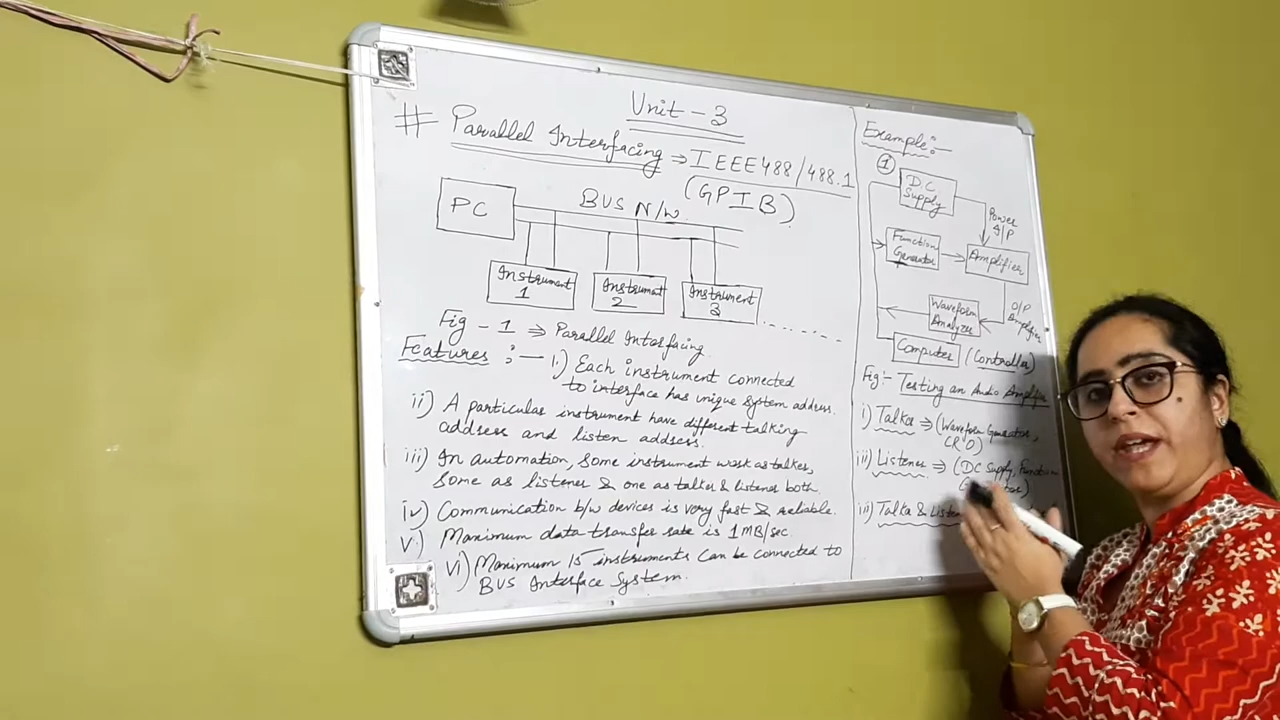 Unit - 3
# Parallel Interfacing ⇒ IEEE488/488.1
(GPIB)
PC
BUS N/W
Instrument
1
Instrument
2
Instrument
3
Fig - 1 ⇒ Parallel Interfacing
Features :- i.) Each instrument connected
to interface has unique system address.
ii) A particular instrument have different talking
address and listen address.
iii) In automation, some instrument work as talker,
some as listener & one as talker & listener both.
iv) Communication b/w devices is very fast & reliable.
v.) Maximum data transfer rate is 1MB/sec
vi) Maximum 15 instruments can be connected to
BUS Interface System.
Example:-
1
D.C.
Supply
Power
I/P
Function
Generator
Amplifier
Waveform
Analyzer
O/P
Amplifier
Computer (Controller)
Fig:- Testing an Audio Amplifier
i) Talker ⇒ (Waveform Generator,
CRO)
ii) Listener ⇒ (DC Supply, Function
iii) Talker &